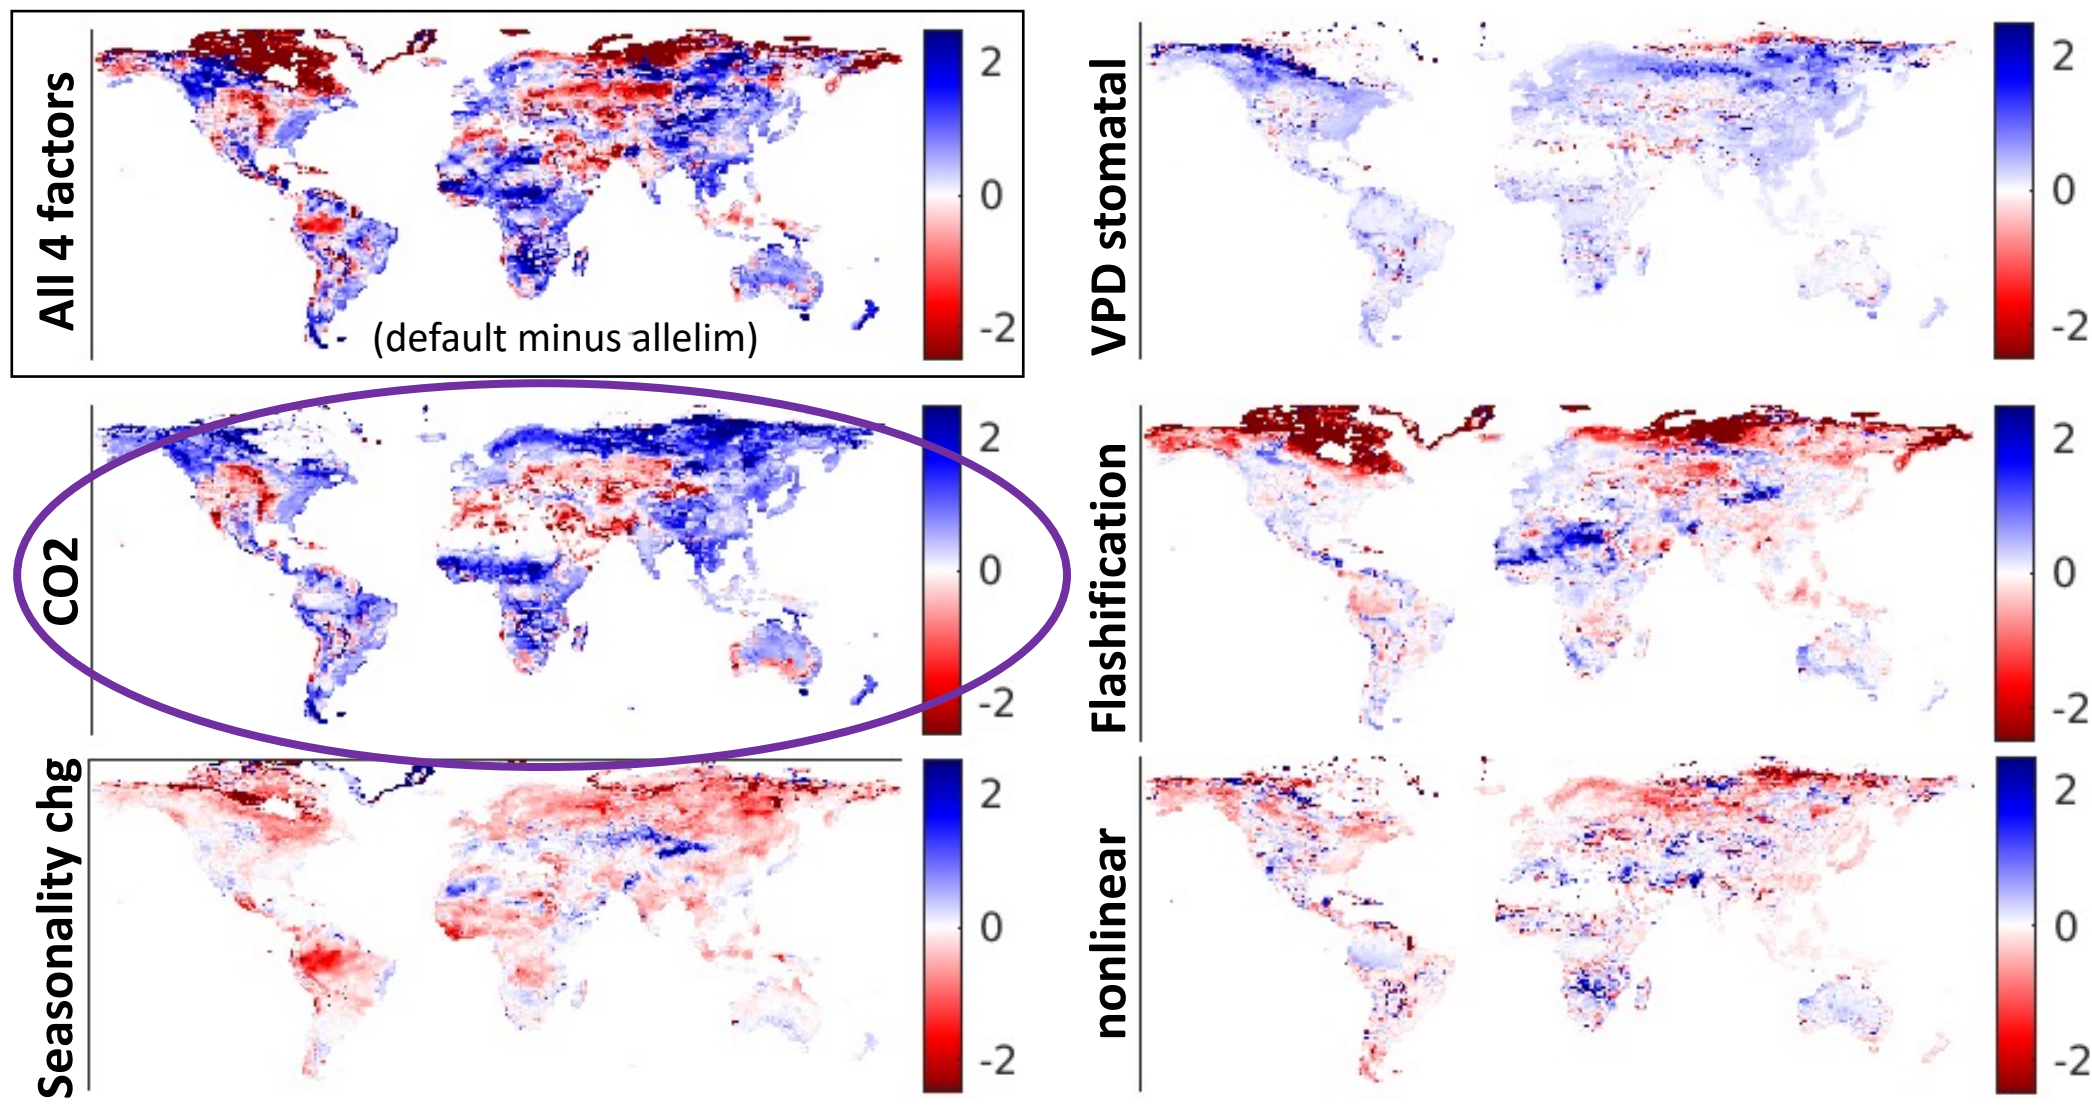 All 4 factors
(default minus allelim)
2
0
-2
VPD stomatal
2
0
-2
CO2
2
0
-2
Flashification
2
0
-2
Seasonality chg
2
0
-2
nonlinear
2
0
-2